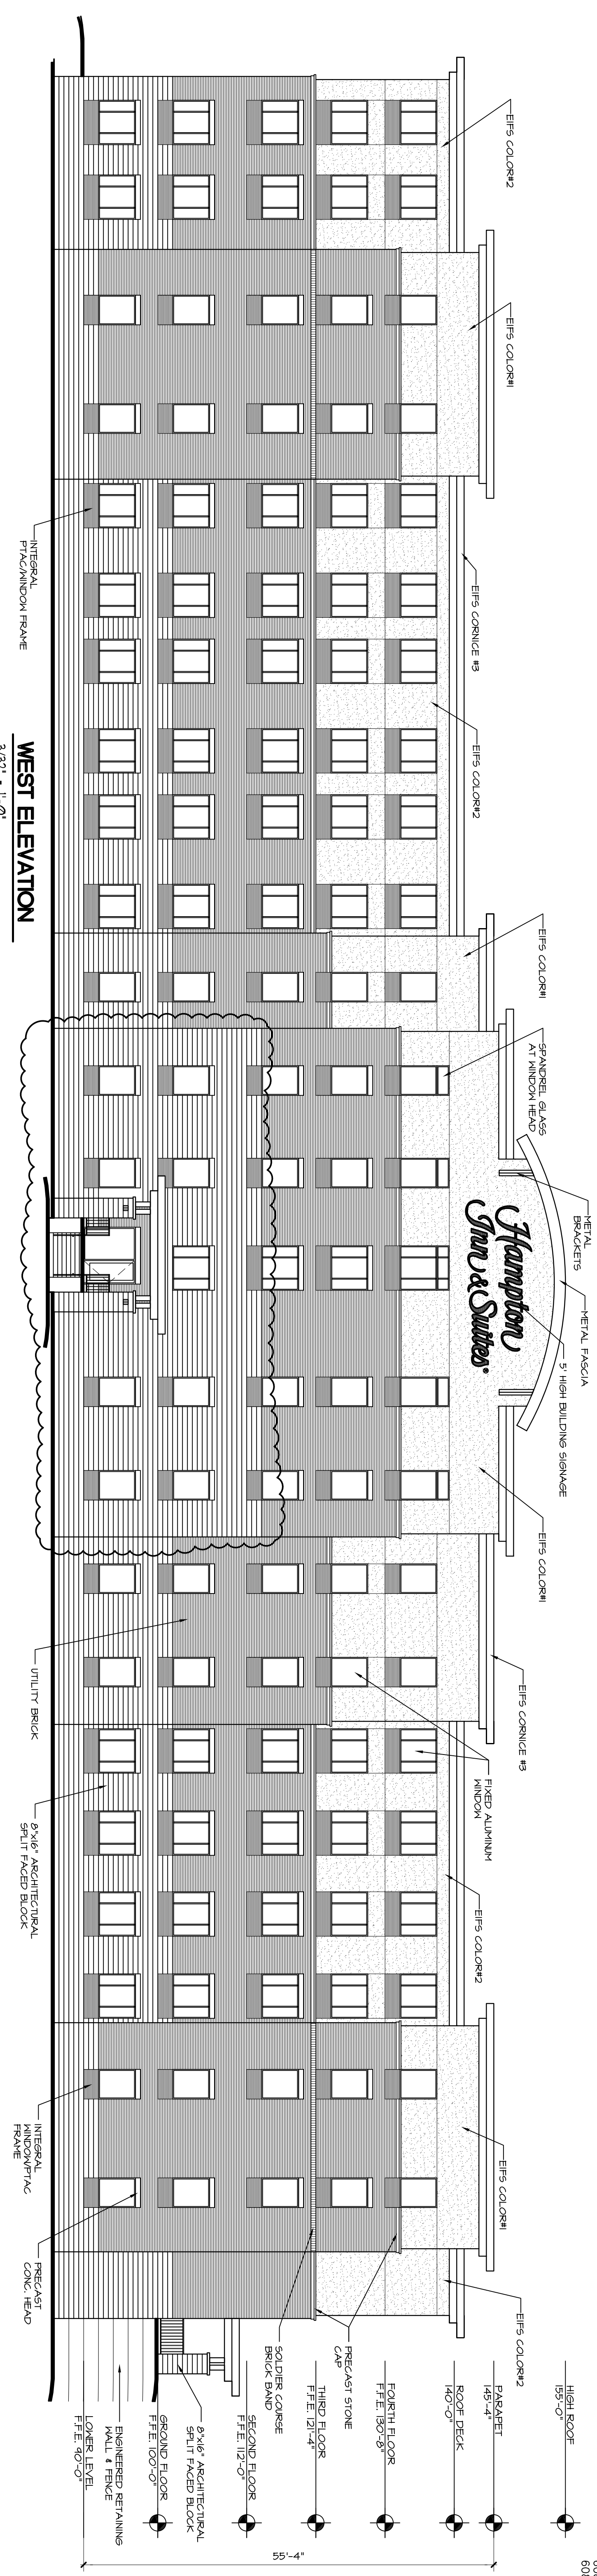 EIFS COLOR#2
EIFS COLOR#1
INTEGRAL
PTAC/WINDOW FRAME
EIFS CORNICE #3
EIFS COLOR#2
WEST ELEVATION
3/32" = 1'-0"
EIFS COLOR#1
SPANDREL GLASS
AT WINDOW HEAD
METAL
BRACKETS
METAL FASCIA
5' HIGH BUILDING SIGNAGE
Hampton
Inn & Suites®
EIFS COLOR#1
UTILITY BRICK
EIFS CORNICE #3
FIXED ALUMINUM
WINDOW
8"x16" ARCHITECTURAL
SPLIT FACED BLOCK
EIFS COLOR#2
INTEGRAL
WINDOW/PTAC
FRAME
EIFS COLOR#1
PRECAST
CONC. HEAD
EIFS COLOR#2
PRECAST STONE
CAP
SOLDIER COURSE
BRICK BAND
8"x16" ARCHITECTURAL
SPLIT FACED BLOCK
ENGINEERED RETAINING
WALL & FENCE
HIGH ROOF
155'-0"
PARAPET
145'-4"
ROOF DECK
140'-0"
FOURTH FLOOR
F.F.E. 130'-8"
THIRD FLOOR
F.F.E. 121'-4"
SECOND FLOOR
F.F.E. 112'-0"
GROUND FLOOR
F.F.E. 100'-0"
LOWER LEVEL
F.F.E. 90'-0"
55'-4"